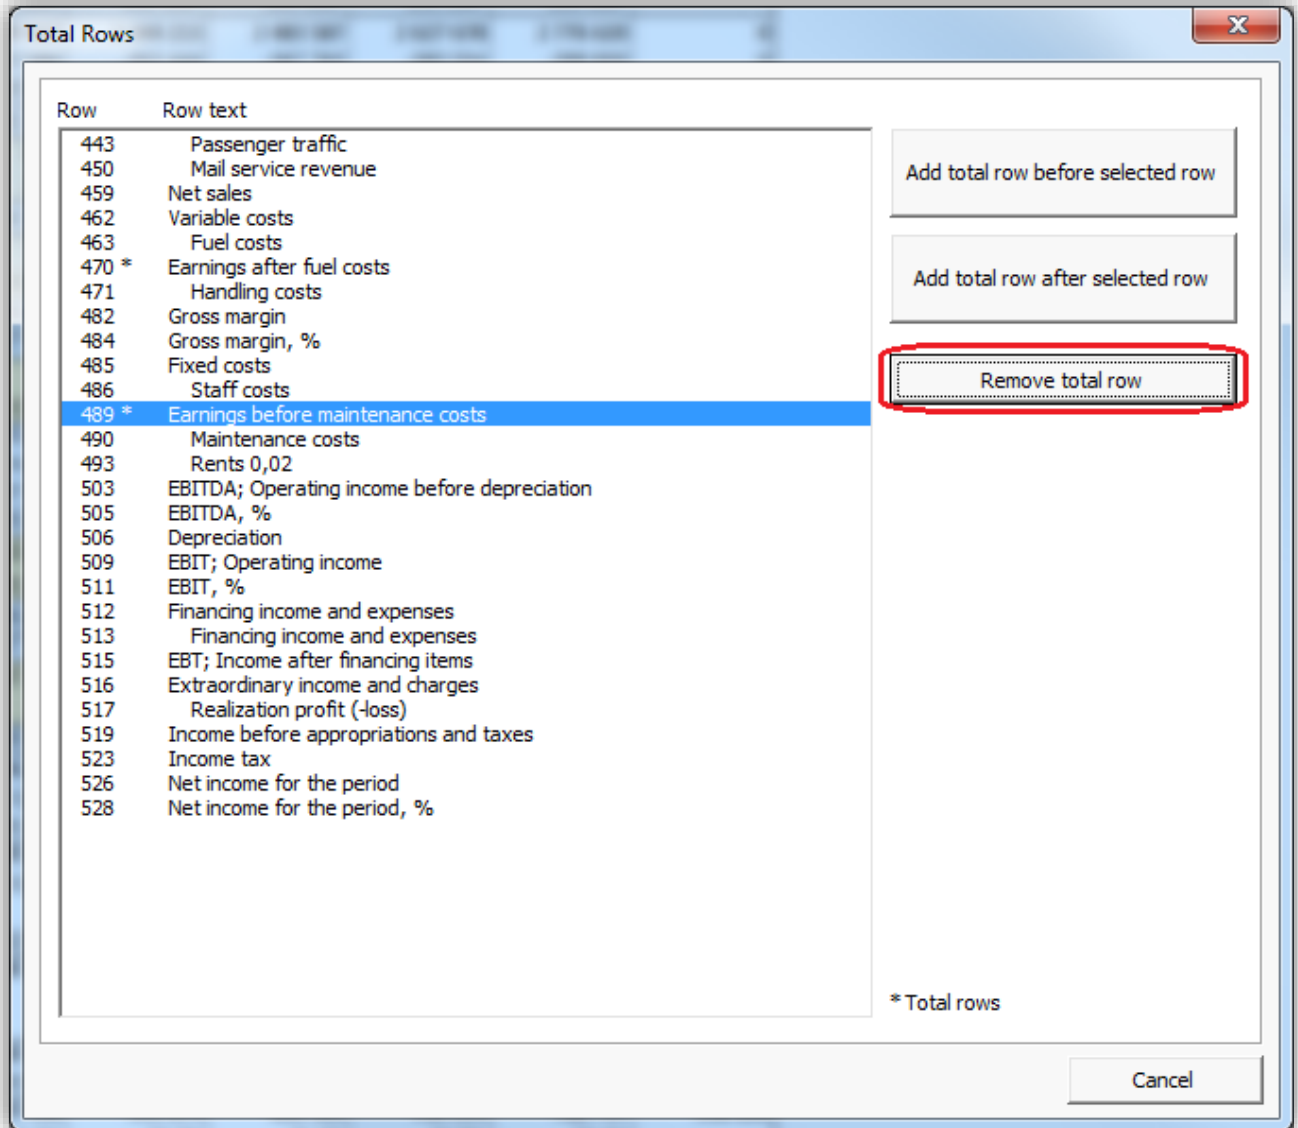 Total Rows
Row Row text
443 Passenger traffic
450 Mail service revenue
459 Net sales
462 Variable costs
463 Fuel costs
470 * Earnings after fuel costs
471 Handling costs
482 Gross margin
484 Gross margin, %
485 Fixed costs
486 Staff costs
489 * Earnings before maintenance costs
490 Maintenance costs
493 Rents 0,02
503 EBITDA; Operating income before depreciation
505 EBITDA, %
506 Depreciation
509 EBIT; Operating income
511 EBIT, %
512 Financing income and expenses
513 Financing income and expenses
515 EBT; Income after financing items
516 Extraordinary income and charges
517 Realization profit (-loss)
519 Income before appropriations and taxes
523 Income tax
526 Net income for the period
528 Net income for the period, %
Add total row before selected row
Add total row after selected row
Remove total row
* Total rows
Cancel